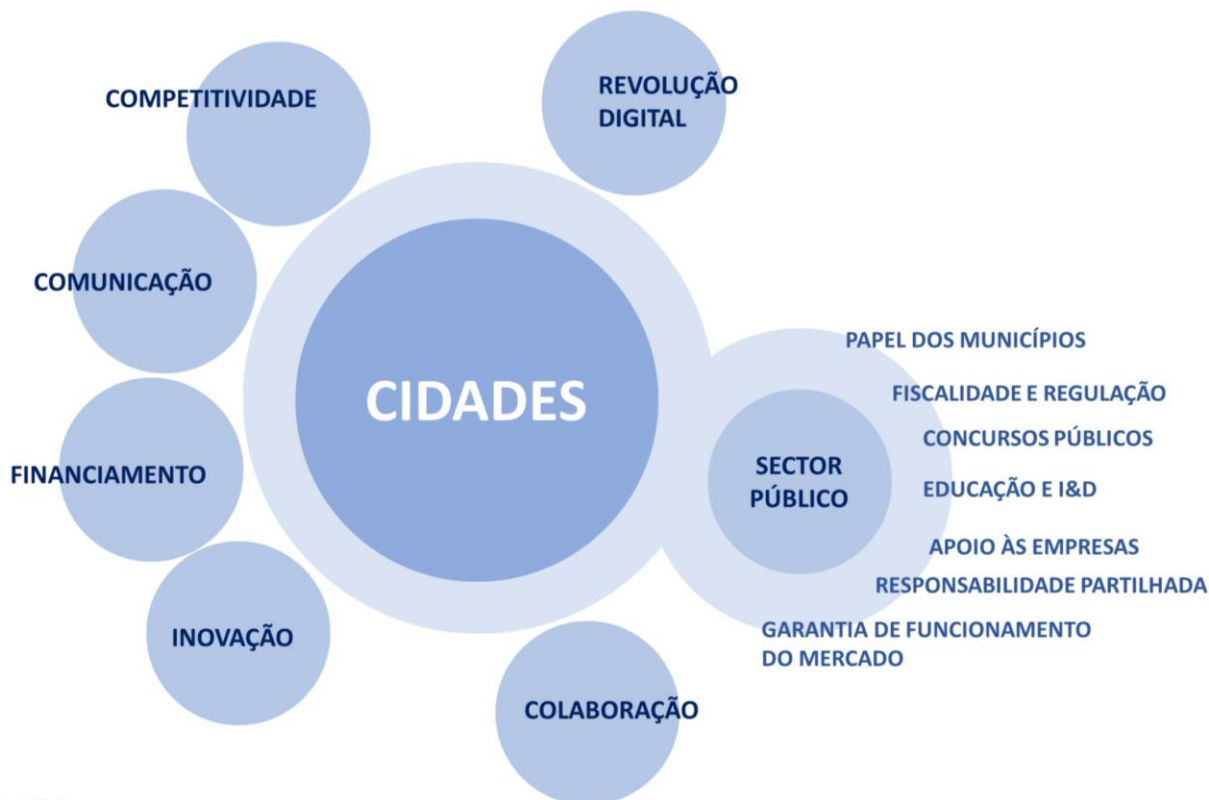 COMPETITIVIDADE
REVOLUÇÃO
DIGITAL
COMUNICAÇÃO
CIDADES
FINANCIAMENTO
INOVAÇÃO
COLABORAÇÃO
SECTOR
PÚBLICO
PAPEL DOS MUNICÍPIOS
FISCALIDADE E REGULAÇÃO
CONCURSOS PÚBLICOS
EDUCAÇÃO E I&D
APOIO ÀS EMPRESAS
RESPONSABILIDADE PARTILHADA
GARANTIA DE FUNCIONAMENTO
DO MERCADO